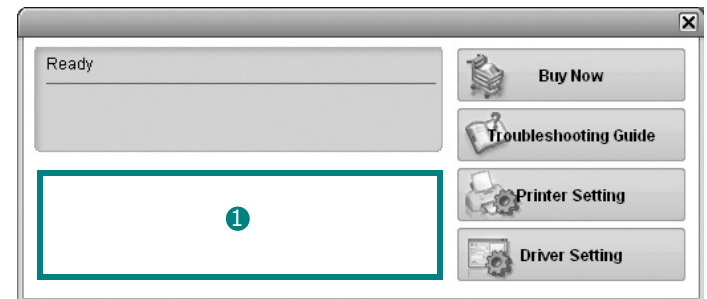 Ready
Buy Now
Troubleshooting Guide
Printer Setting
Driver Setting
1